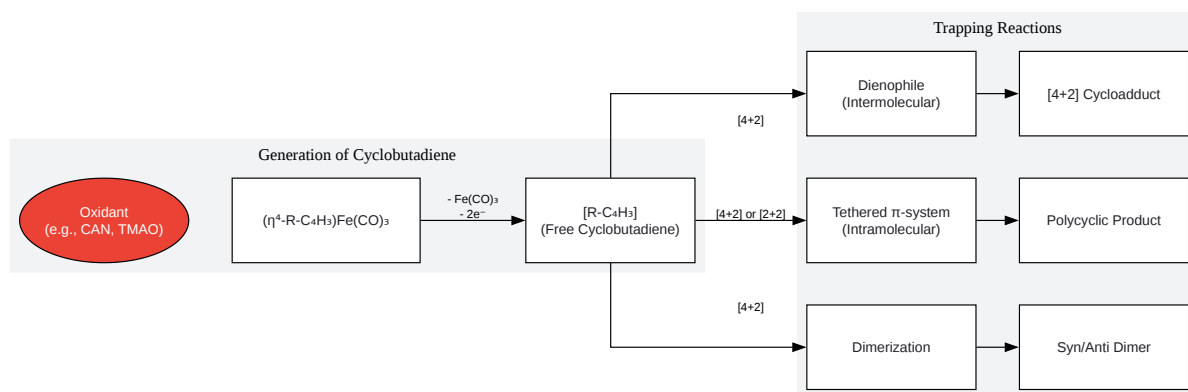 Trapping Reactions
Dienophile
(Intermolecular)
[4+2] Cycloadduct
[4+2]
Generation of Cyclobutadiene
Oxidant
(e.g., CAN, TMAO)
(η⁴-R-C₄H₃)Fe(CO)₃
- Fe(CO)₃
- 2e⁻
[R-C₄H₃]
(Free Cyclobutadiene)
[4+2] or [2+2]
Tethered π-system
(Intramolecular)
Polycyclic Product
[4+2]
Dimerization
Syn/Anti Dimer